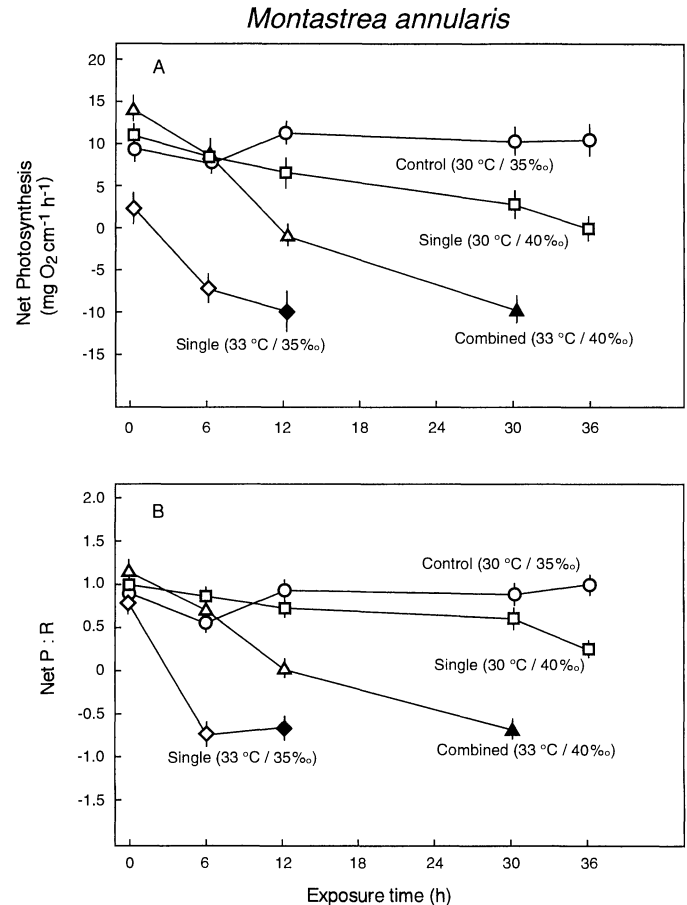 Montastrea annularis
A
Net Photosynthesis
(mg O₂ cm⁻¹ h⁻¹)
20
15
10
5
0
-5
-10
-15
Control (30 °C / 35‰)
Single (30 °C / 40‰)
Single (33 °C / 35‰)
Combined (33 °C / 40‰)
0 6 12 18 24 30 36
B
Net P : R
2.0
1.5
1.0
0.5
0
-0.5
-1.0
-1.5
Control (30 °C / 35‰)
Single (30 °C / 40‰)
Single (33 °C / 35‰)
Combined (33 °C / 40‰)
0 6 12 18 24 30 36
Exposure time (h)